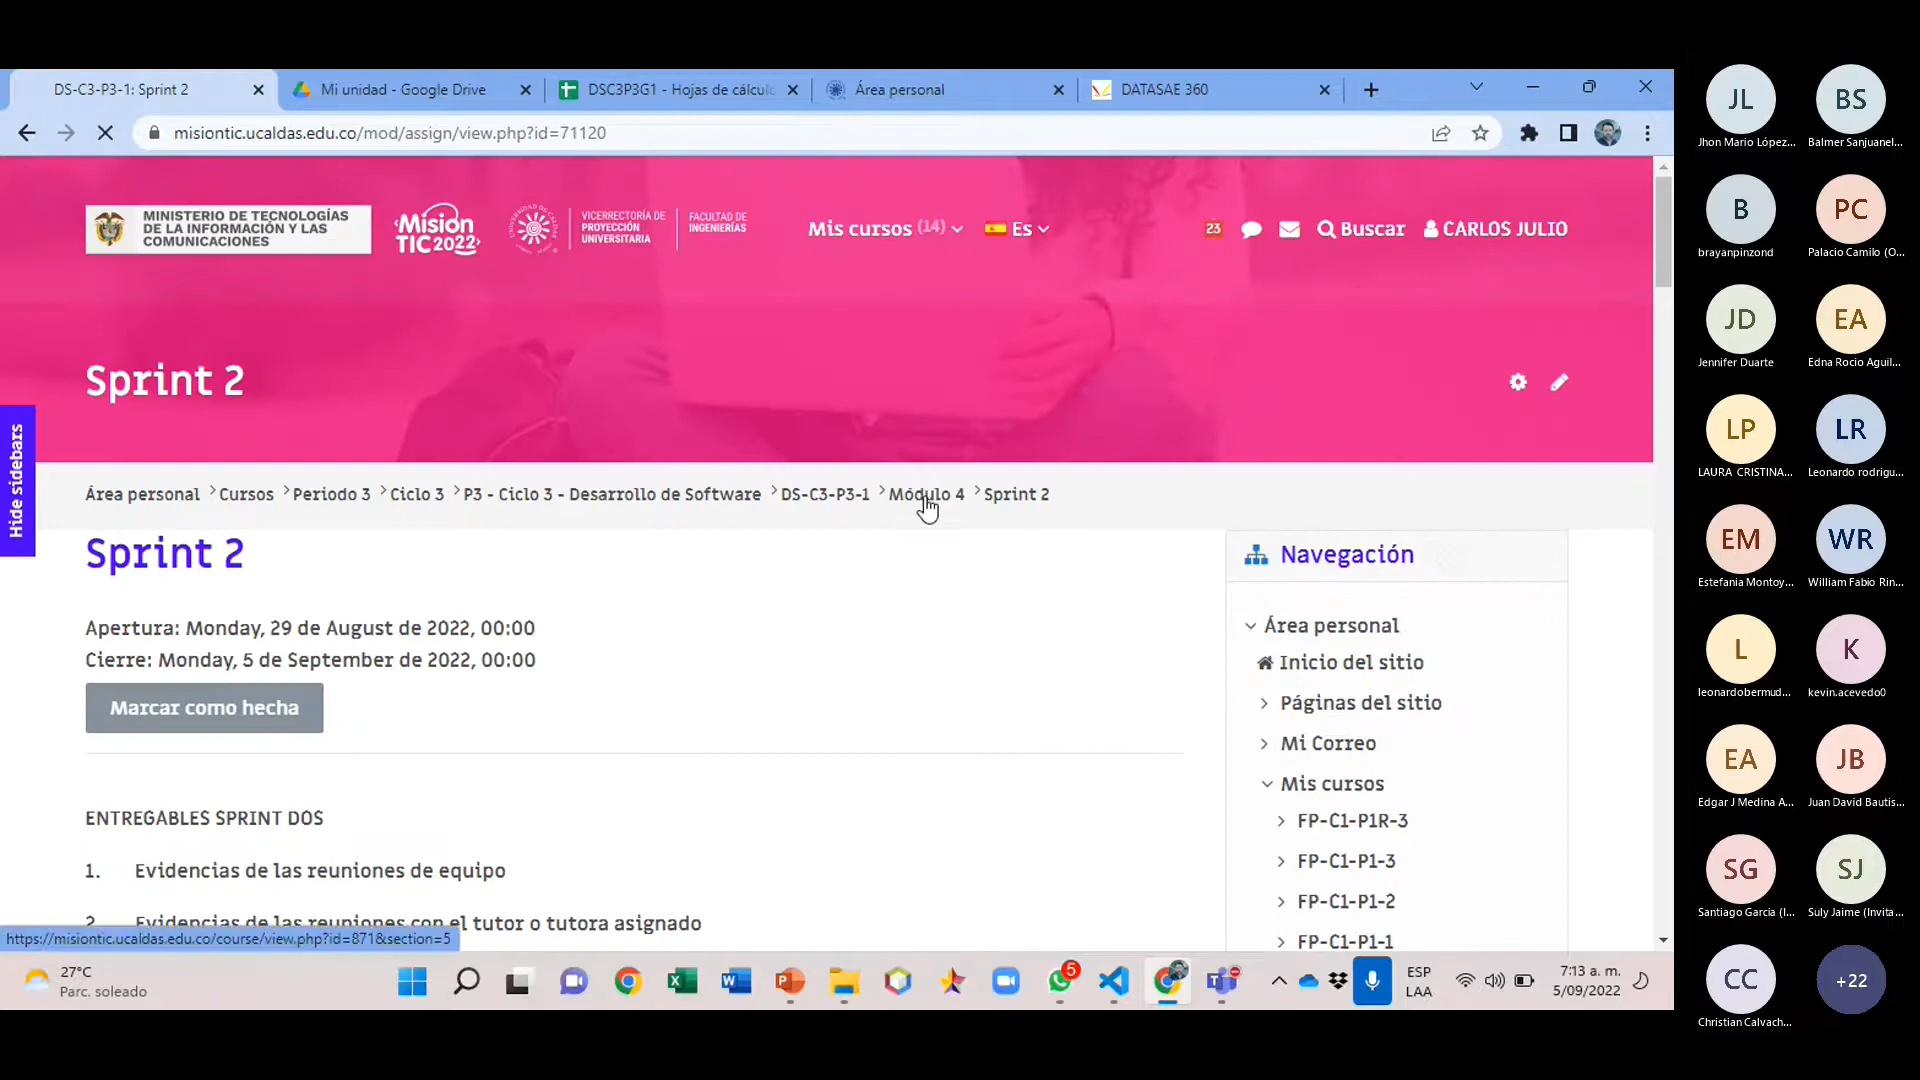 DS-C3-P3-1: Sprint 2
Mi unidad - Google Drive
DSC3P3G1 - Hojas de cálculo
Área personal
DATASAE 360
misiontic.ucaldas.edu.co/mod/assign/view.php?id=71120
MINISTERIO DE TECNOLOGÍAS
DE LA INFORMACIÓN Y LAS
COMUNICACIONES
Misión
TIC2022
VICERRECTORÍA DE
PROYECCIÓN
UNIVERSITARIA
FACULTAD DE
INGENIERÍAS
Mis cursos (14)
Es
23
Buscar
CARLOS JULIO
Sprint 2
Hide sidebars
Área personal > Cursos > Periodo 3 > Ciclo 3 > P3 - Ciclo 3 - Desarrollo de Software > DS-C3-P3-1 > Módulo 4 > Sprint 2
Sprint 2
Apertura: Monday, 29 de August de 2022, 00:00
Cierre: Monday, 5 de September de 2022, 00:00
Marcar como hecha
ENTREGABLES SPRINT DOS
1. Evidencias de las reuniones de equipo
2. Evidencias de las reuniones con el tutor o tutora asignado
Navegación
Área personal
Inicio del sitio
Páginas del sitio
Mi Correo
Mis cursos
FP-C1-P1R-3
FP-C1-P1-3
FP-C1-P1-2
FP-C1-P1-1
https://misiontic.ucaldas.edu.co/course/view.php?id=871&section=5
27°C
Parc. soleado
5
ESP
LAA
7:13 a. m.
5/09/2022
JL
Jhon Mario López...
BS
Balmer Sanjuanel...
B
brayanpinzond
PC
Palacio Camilo (O...
JD
Jennifer Duarte
EA
Edna Rocio Aguil...
LP
LAURA CRISTINA...
LR
Leonardo rodrigu...
EM
Estefanía Montoy...
WR
William Fabio Rin...
L
leonardobermud...
K
kevin.acevedo0
EA
Edgar J Medina A...
JB
Juan David Bautis...
SG
Santiago Garcia (I...
SJ
Suly Jaime (Invita...
CC
Christian Calvach...
+22